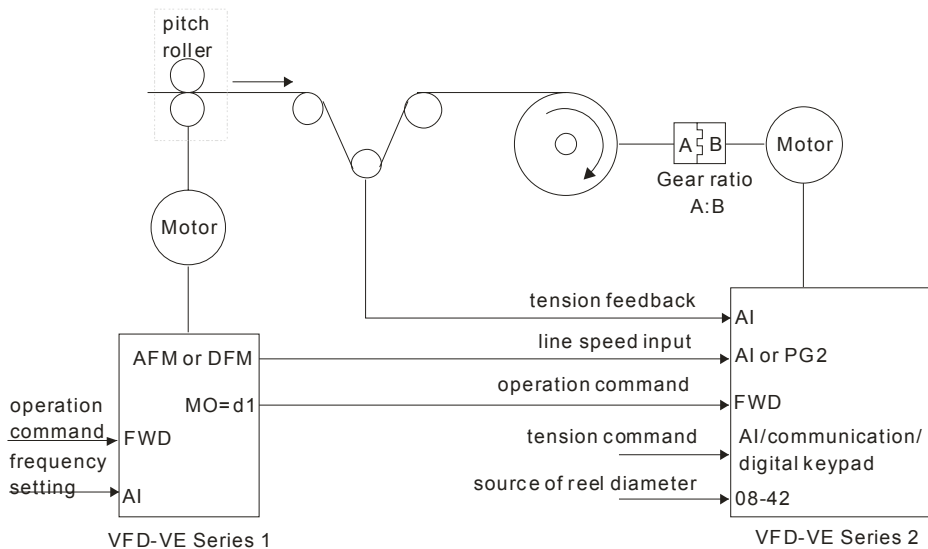 pitch
roller
Motor
A B
Gear ratio
A:B
Motor
tension feedback
AI
line speed input
AFM or DFM
AI or PG2
operation command
MO=d1
FWD
operation
command
FWD
frequency
setting
AI
tension command
AI/communication/
digital keypad
source of reel diameter
08-42
VFD-VE Series 1
VFD-VE Series 2